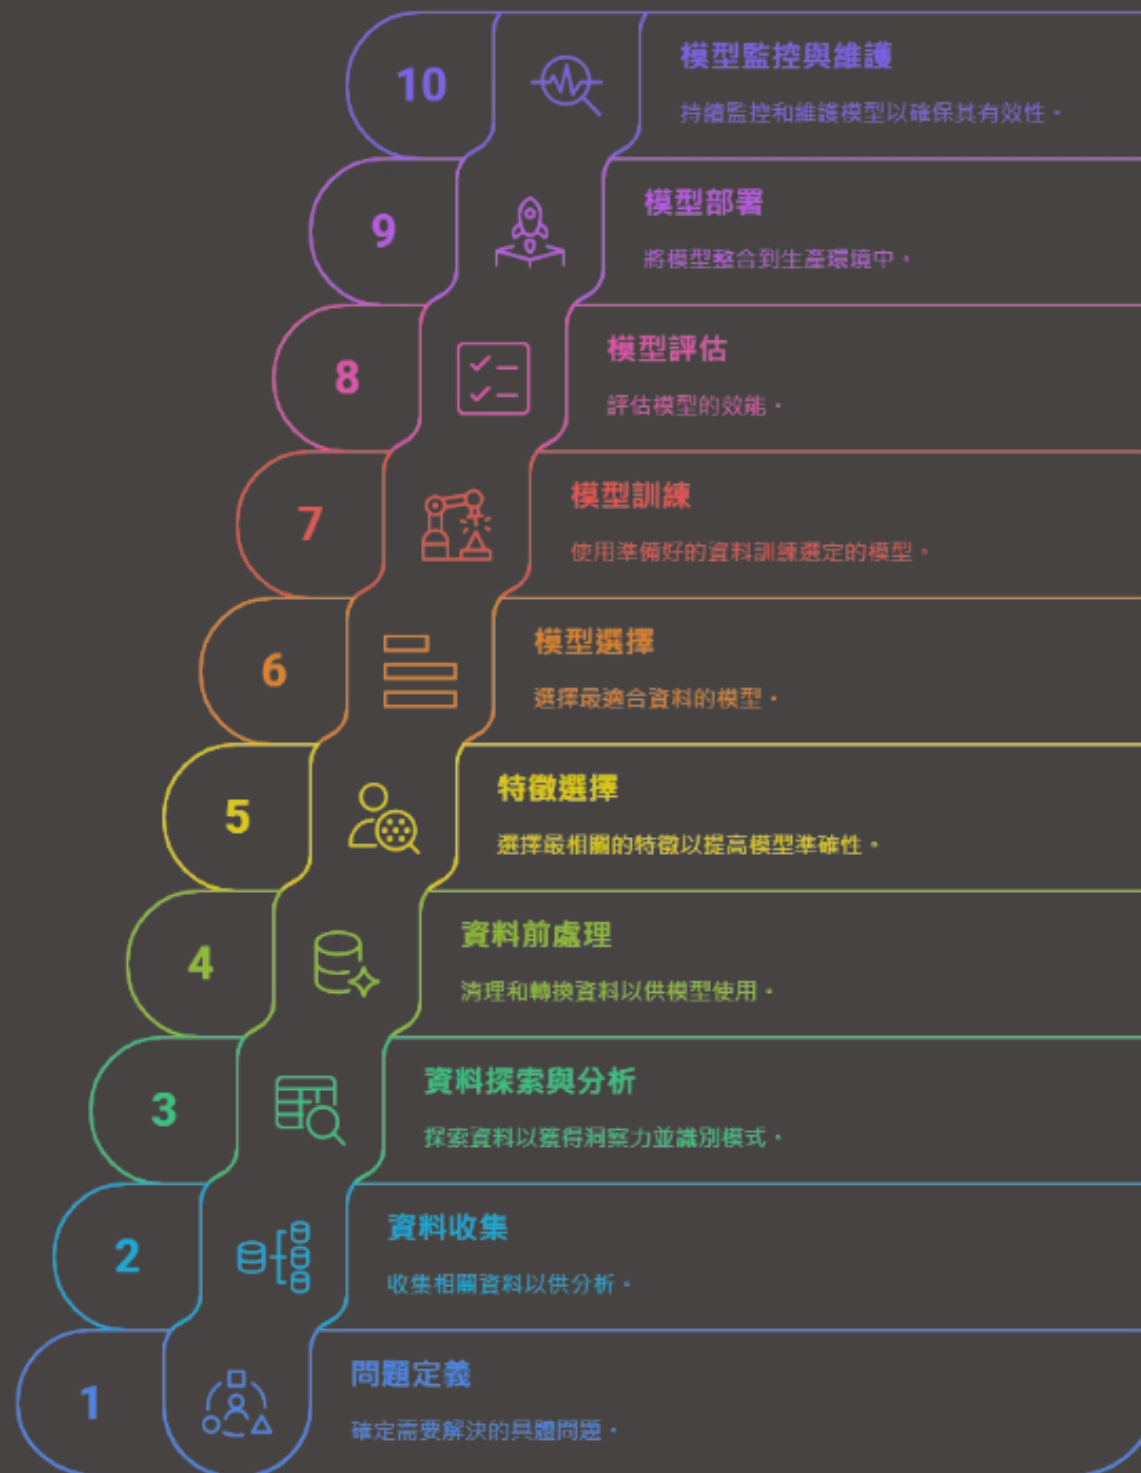 10
模型監控與維護
持續監控和維護模型以確保其有效性。
9
模型部署
將模型整合到生產環境中。
8
模型評估
評估模型的效能。
7
模型訓練
使用準備好的資料訓練選定的模型。
6
模型選擇
選擇最適合資料的模型。
5
特徵選擇
選擇最相關的特徵以提高模型準確性。
4
資料前處理
清理和轉換資料以供模型使用。
3
資料探索與分析
探索資料以獲得洞察力並識別模式。
2
資料收集
收集相關資料以供分析。
1
問題定義
確定需要解決的具體問題。